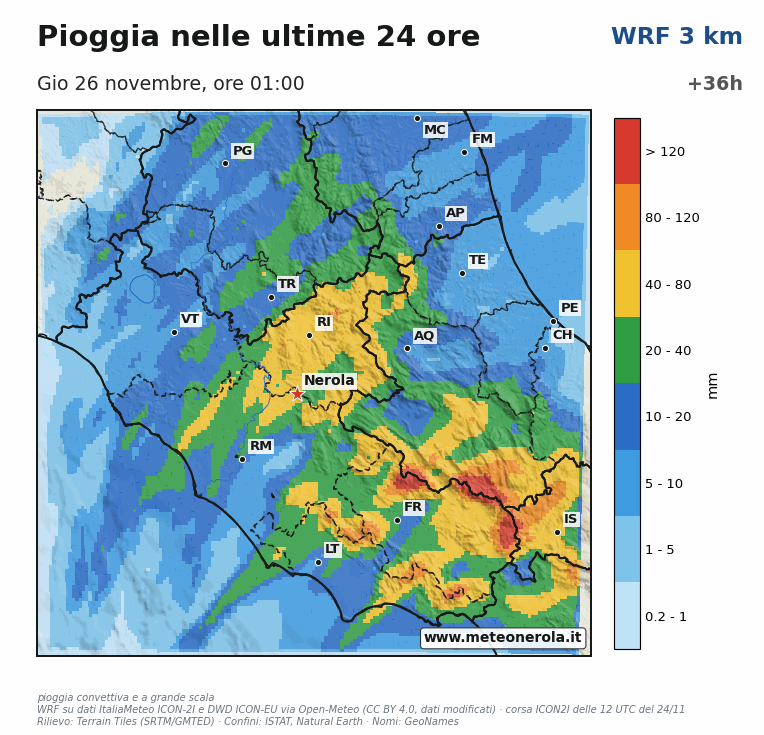 Pioggia nelle ultime 24 ore
WRF 3 km
Gio 26 novembre, ore 01:00
+36h
MC
FM
PG
AP
TE
TR
PE
VT
RI
AQ
CH
Nerola
RM
FR
IS
LT
www.meteonerola.it
> 120
80 - 120
40 - 80
20 - 40
10 - 20
5 - 10
1 - 5
0.2 - 1
mm
pioggia convettiva e a grande scala
WRF su dati ItaliaMeteo ICON-2I e DWD ICON-EU via Open-Meteo (CC BY 4.0, dati modificati) · corsa ICON2I delle 12 UTC del 24/11
Rilievo: Terrain Tiles (SRTM/GMTED) · Confini: ISTAT, Natural Earth · Nomi: GeoNames